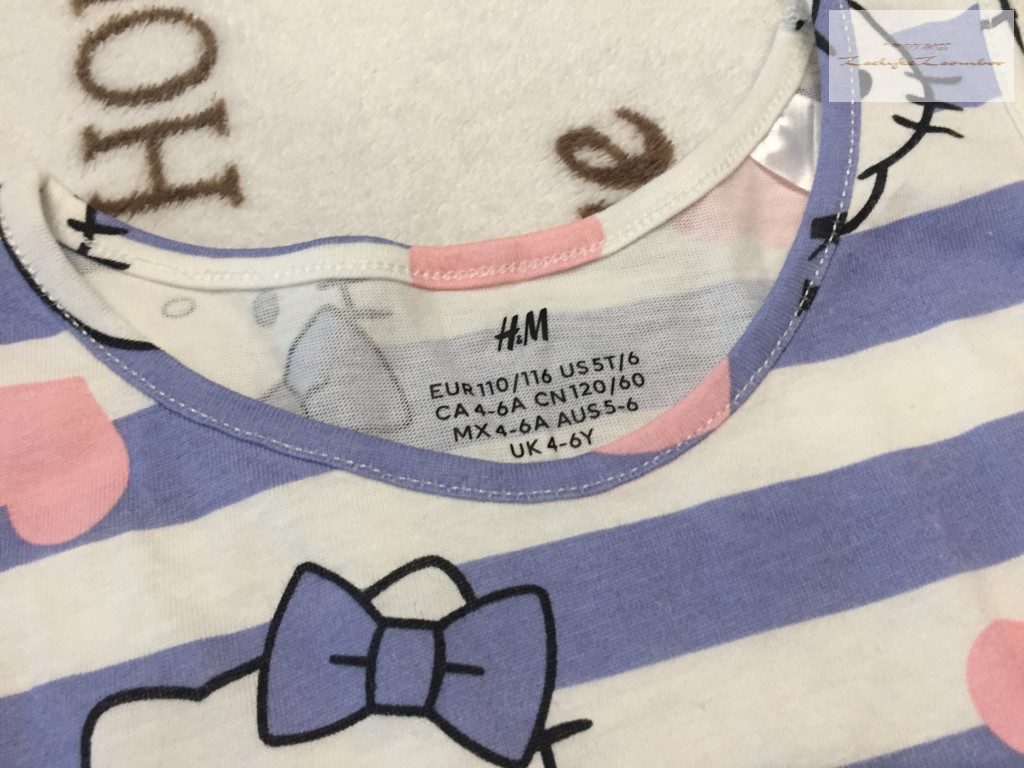 Ho
e
H&M
EUR 110/116 US 5T/6
CA 4-6A CN 120/60
MX 4-6A AUS 5-6
UK 4-6Y